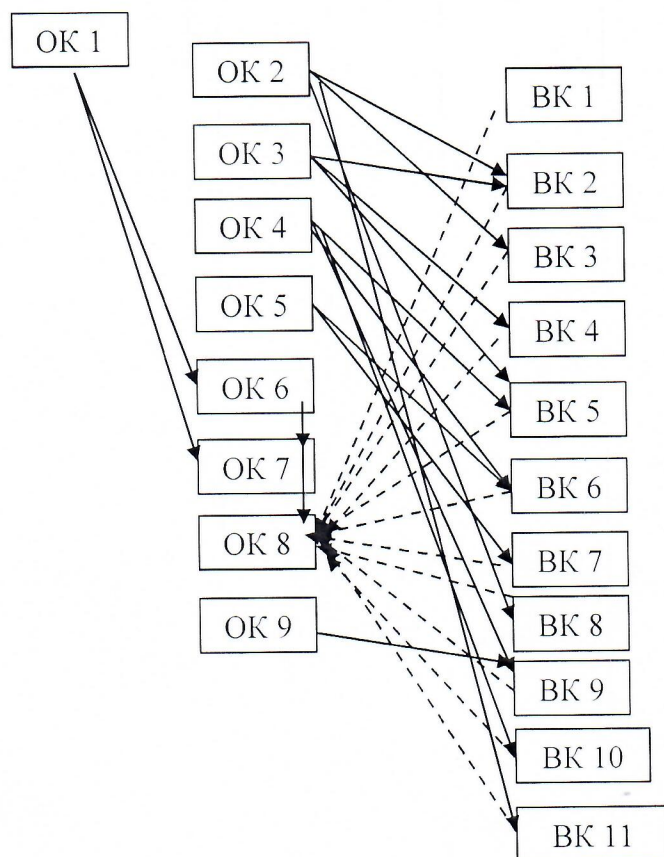 ОК 1
ОК 2
ОК 3
ОК 4
ОК 5
ОК 6
ОК 7
ОК 8
ОК 9
ВК 1
ВК 2
ВК 3
ВК 4
ВК 5
ВК 6
ВК 7
ВК 8
ВК 9
ВК 10
ВК 11